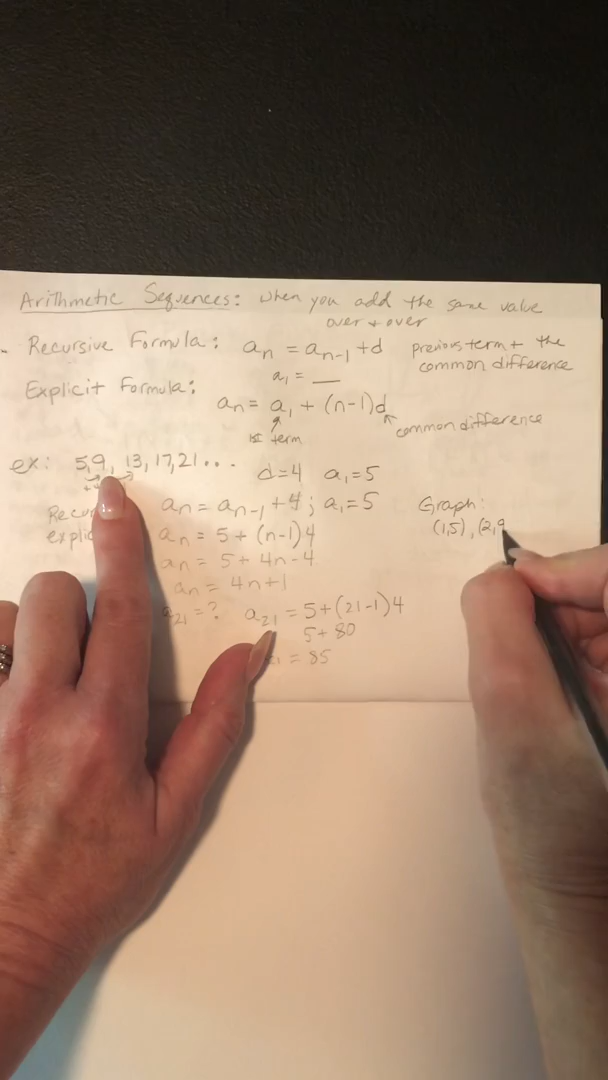 Arithmetic Sequences: when you add the same value
over + over
Recursive Formula: aₙ = aₙ₋₁ + d previous term + the
common difference
a₁ = __
Explicit Formula: aₙ = a₁ + (n-1)d
1st term
common difference
ex: 5, 9, 13, 17, 21...
d=4 a₁=5
aₙ = aₙ₋₁ + 4; a₁=5
aₙ = 5 + (n-1)4
aₙ = 5 + 4n - 4
aₙ = 4n+1
a₂₁ = ? a₂₁ = 5+(21-1)4
5+80
= 85
Graph:
(1,5), (2,9